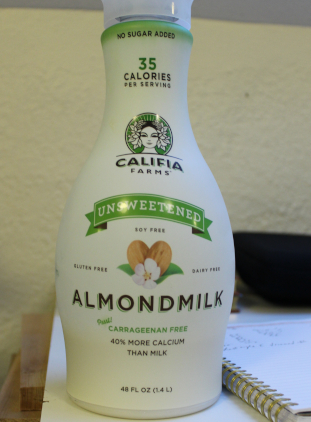 NO SUGAR ADDED
35
CALORIES
PER SERVING
CALIFIA
FARMS
UNSWEETENED
SOY FREE
GLUTEN FREE
DAIRY FREE
ALMONDMILK
New!
CARRAGEENAN FREE
40% MORE CALCIUM
THAN MILK
48 FL OZ (1.4 L)